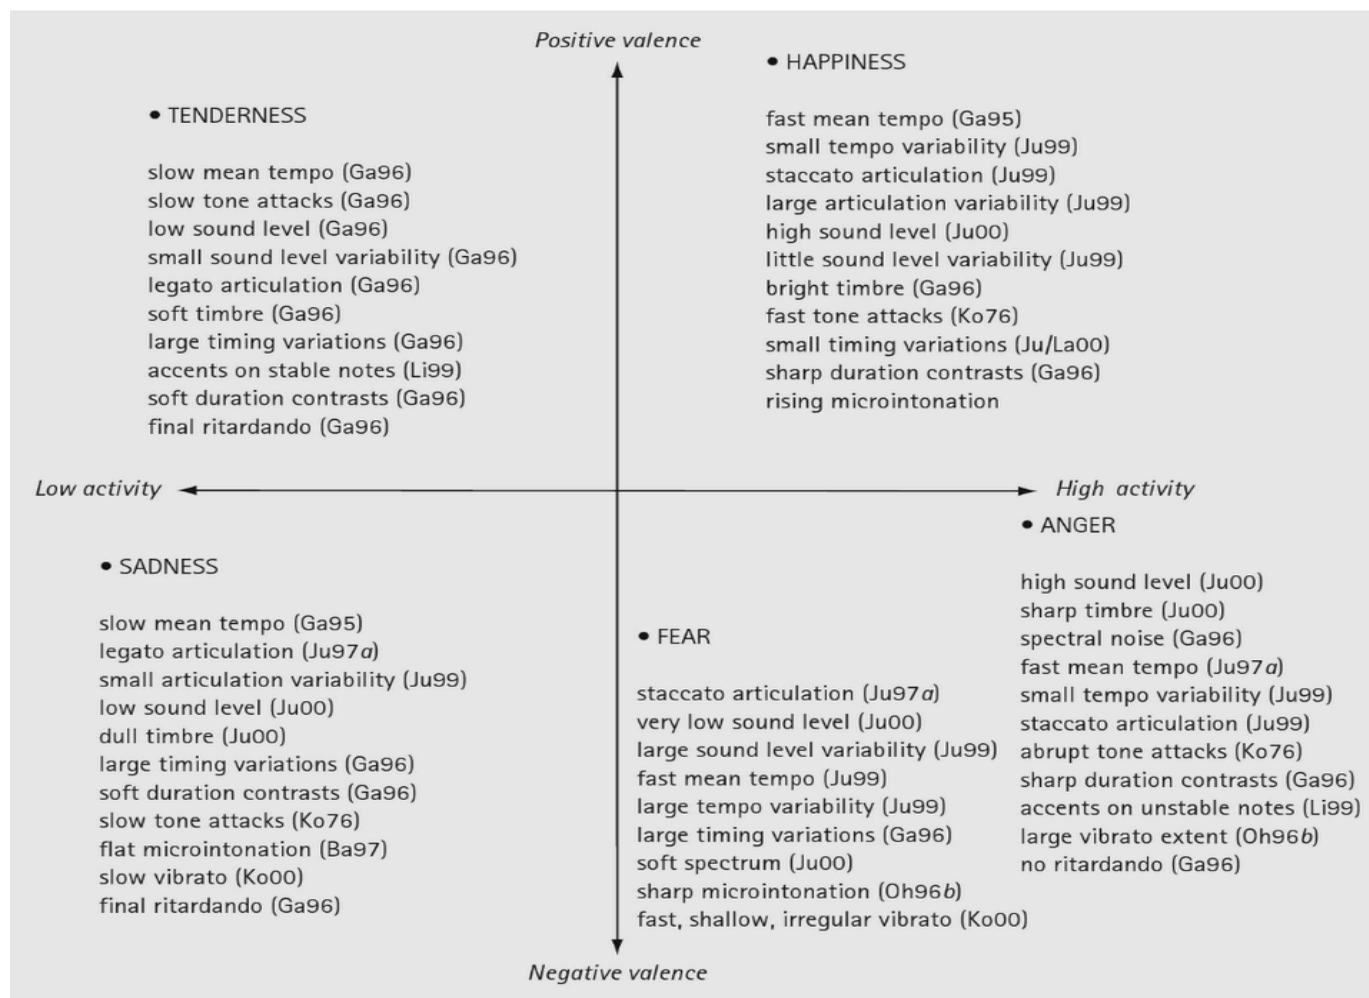 Positive valence
• TENDERNESS
slow mean tempo (Ga96)
slow tone attacks (Ga96)
low sound level (Ga96)
small sound level variability (Ga96)
legato articulation (Ga96)
soft timbre (Ga96)
large timing variations (Ga96)
accents on stable notes (Li99)
soft duration contrasts (Ga96)
final ritardando (Ga96)
• HAPPINESS
fast mean tempo (Ga95)
small tempo variability (Ju99)
staccato articulation (Ju99)
large articulation variability (Ju99)
high sound level (Ju00)
little sound level variability (Ju99)
bright timbre (Ga96)
fast tone attacks (Ko76)
small timing variations (Ju/La00)
sharp duration contrasts (Ga96)
rising microintonation
Low activity
High activity
• SADNESS
slow mean tempo (Ga95)
legato articulation (Ju97a)
small articulation variability (Ju99)
low sound level (Ju00)
dull timbre (Ju00)
large timing variations (Ga96)
soft duration contrasts (Ga96)
slow tone attacks (Ko76)
flat microintonation (Ba97)
slow vibrato (Ko00)
final ritardando (Ga96)
• FEAR
staccato articulation (Ju97a)
very low sound level (Ju00)
large sound level variability (Ju99)
fast mean tempo (Ju99)
large tempo variability (Ju99)
large timing variations (Ga96)
soft spectrum (Ju00)
sharp microintonation (Oh96b)
fast, shallow, irregular vibrato (Ko00)
• ANGER
high sound level (Ju00)
sharp timbre (Ju00)
spectral noise (Ga96)
fast mean tempo (Ju97a)
small tempo variability (Ju99)
staccato articulation (Ju99)
abrupt tone attacks (Ko76)
sharp duration contrasts (Ga96)
accents on unstable notes (Li99)
large vibrato extent (Oh96b)
no ritardando (Ga96)
Negative valence